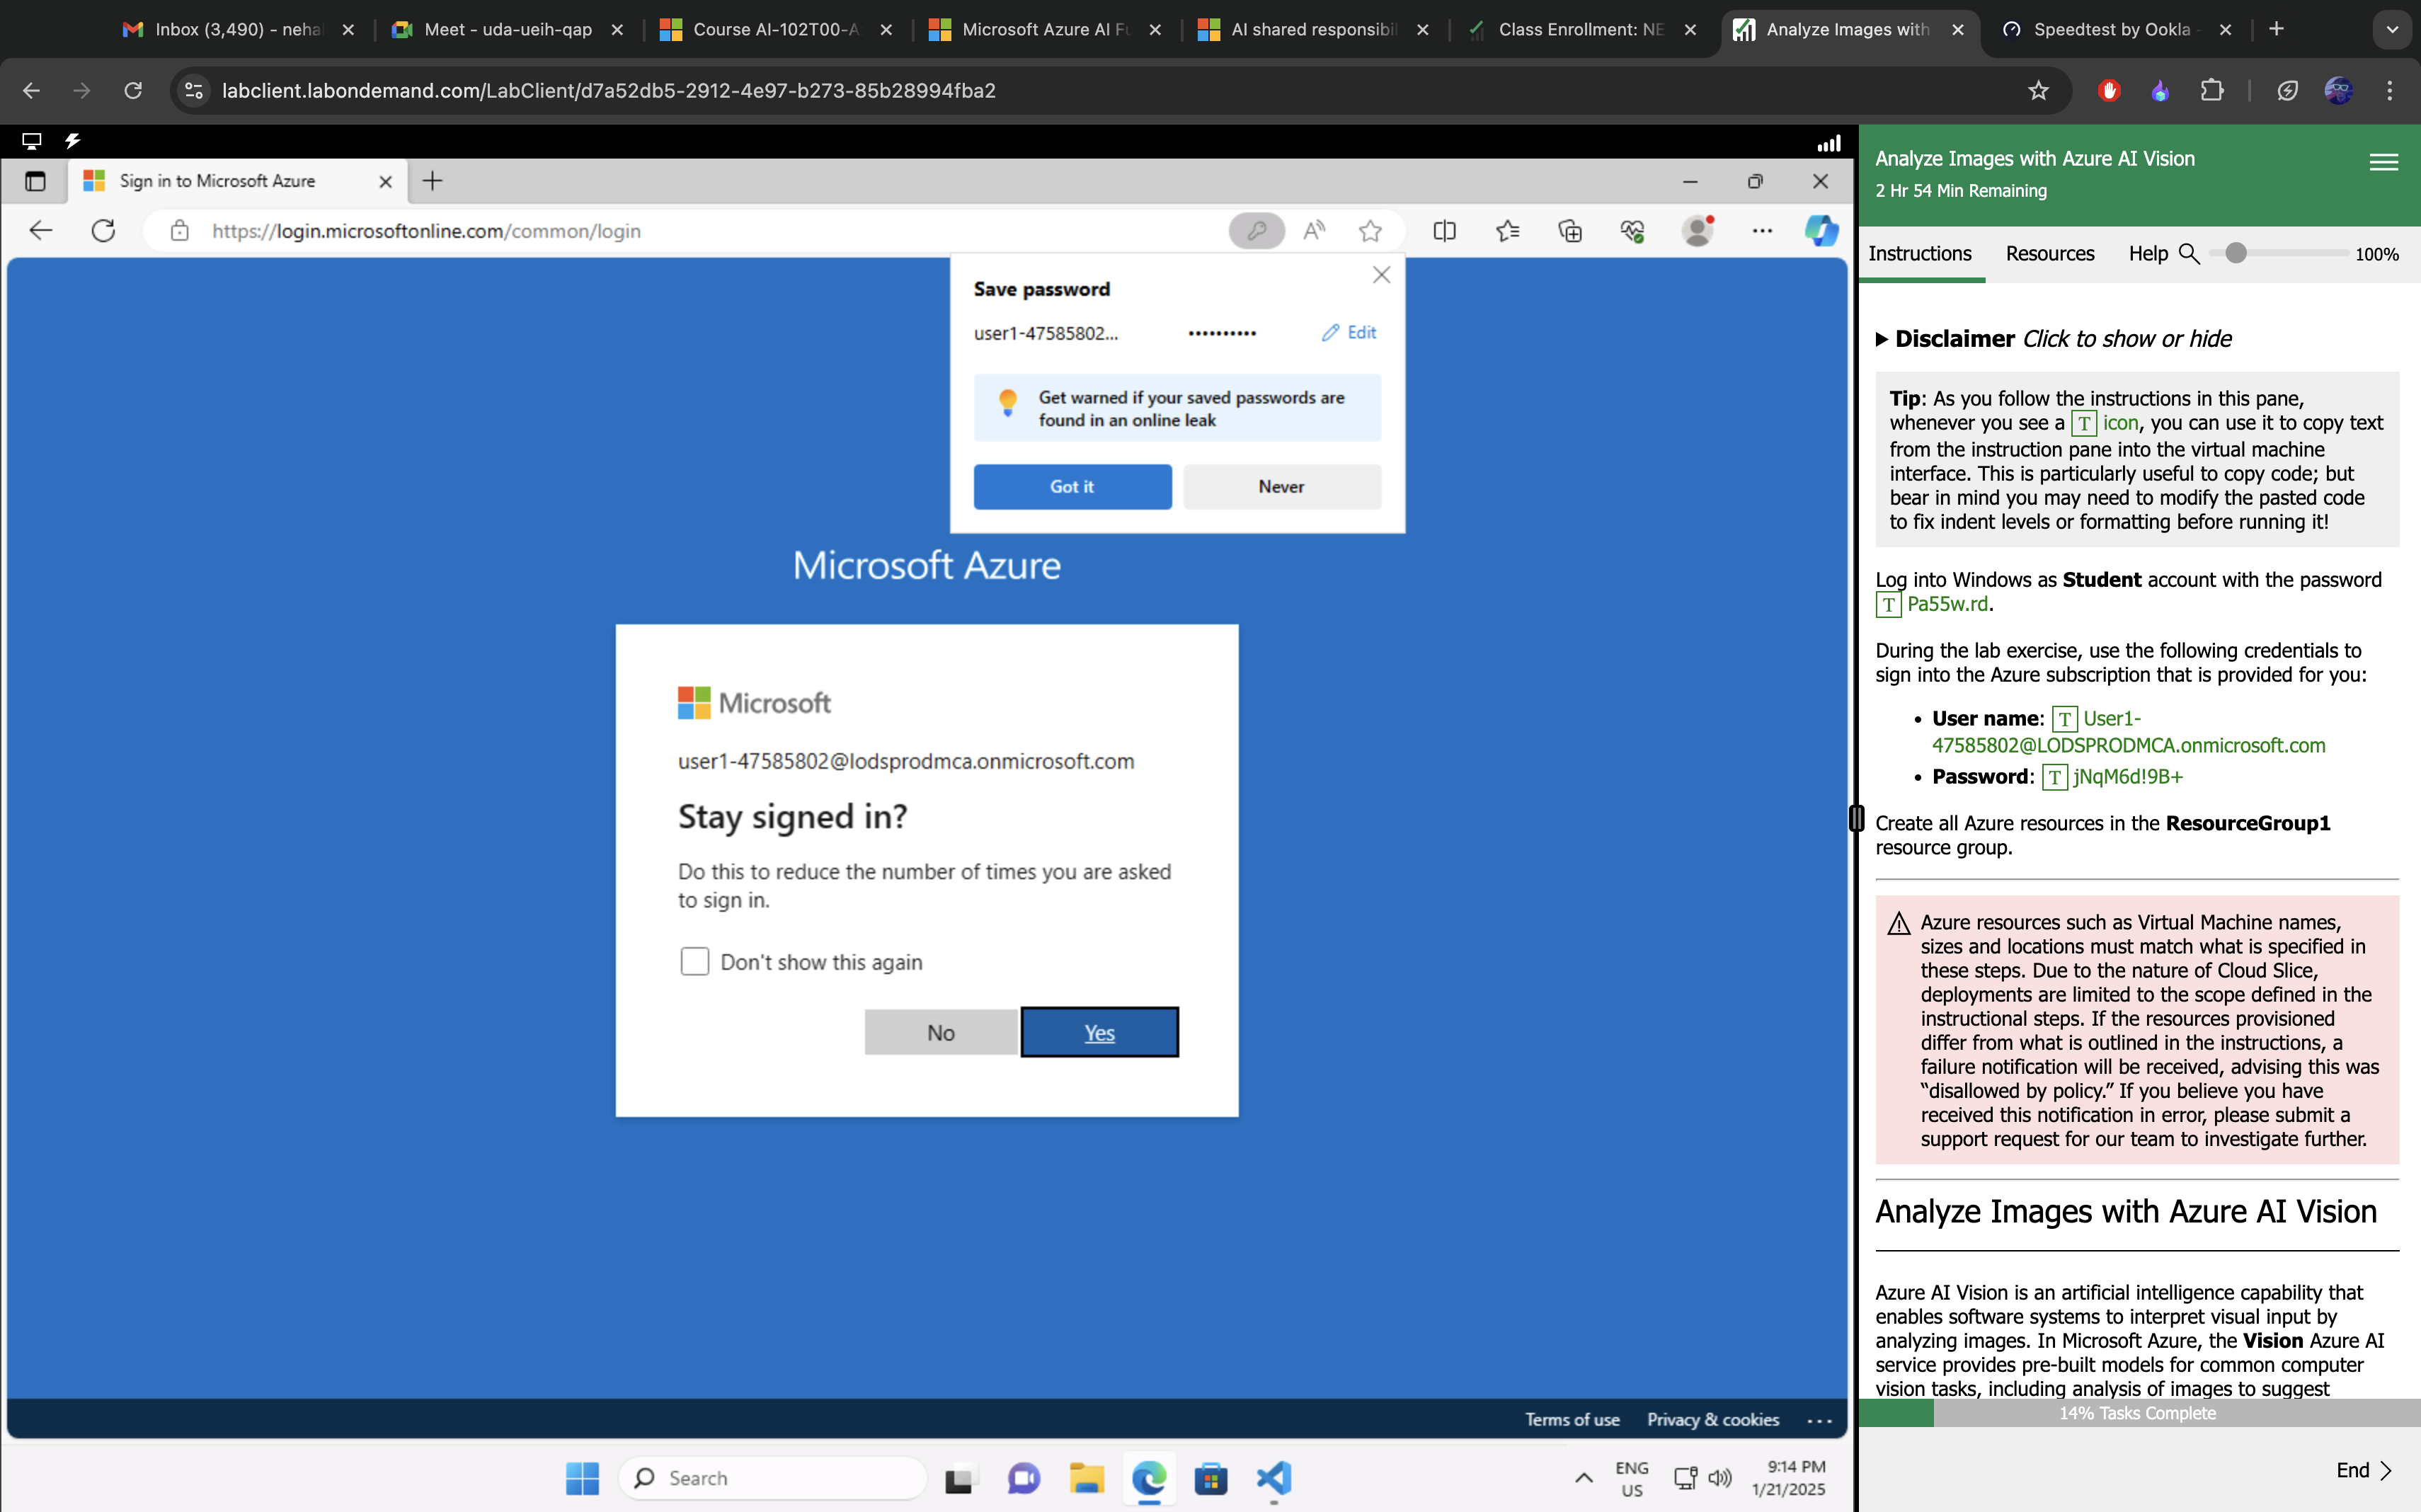 Inbox (3,490) - neha
Meet - uda-ueih-qap
Course AI-102T00-A
Microsoft Azure AI Fu
AI shared responsibil
Class Enrollment: NE
Analyze Images with
Speedtest by Ookla -
labclient.labondemand.com/LabClient/d7a52db5-2912-4e97-b273-85b28994fba2
Sign in to Microsoft Azure
https://login.microsoftonline.com/common/login
Save password
user1-47585802... •••••••••• Edit
Get warned if your saved passwords are
found in an online leak
Got it
Never
Microsoft Azure
Microsoft
user1-47585802@lodsprodmca.onmicrosoft.com
Stay signed in?
Do this to reduce the number of times you are asked
to sign in.
Don't show this again
No
Yes
Terms of use
Privacy & cookies
Search
ENG
US
9:14 PM
1/21/2025
Analyze Images with Azure AI Vision
2 Hr 54 Min Remaining
Instructions
Resources
Help
100%
Disclaimer Click to show or hide
Tip: As you follow the instructions in this pane,
whenever you see a T icon, you can use it to copy text
from the instruction pane into the virtual machine
interface. This is particularly useful to copy code; but
bear in mind you may need to modify the pasted code
to fix indent levels or formatting before running it!
Log into Windows as Student account with the password
T Pa55w.rd.
During the lab exercise, use the following credentials to
sign into the Azure subscription that is provided for you:
• User name: T User1-
47585802@LODSPRODMCA.onmicrosoft.com
• Password: T jNqM6d!9B+
Create all Azure resources in the ResourceGroup1
resource group.
Azure resources such as Virtual Machine names,
sizes and locations must match what is specified in
these steps. Due to the nature of Cloud Slice,
deployments are limited to the scope defined in the
instructional steps. If the resources provisioned
differ from what is outlined in the instructions, a
failure notification will be received, advising this was
“disallowed by policy.” If you believe you have
received this notification in error, please submit a
support request for our team to investigate further.
Analyze Images with Azure AI Vision
Azure AI Vision is an artificial intelligence capability that
enables software systems to interpret visual input by
analyzing images. In Microsoft Azure, the Vision Azure AI
service provides pre-built models for common computer
vision tasks, including analysis of images to suggest
14% Tasks Complete
End